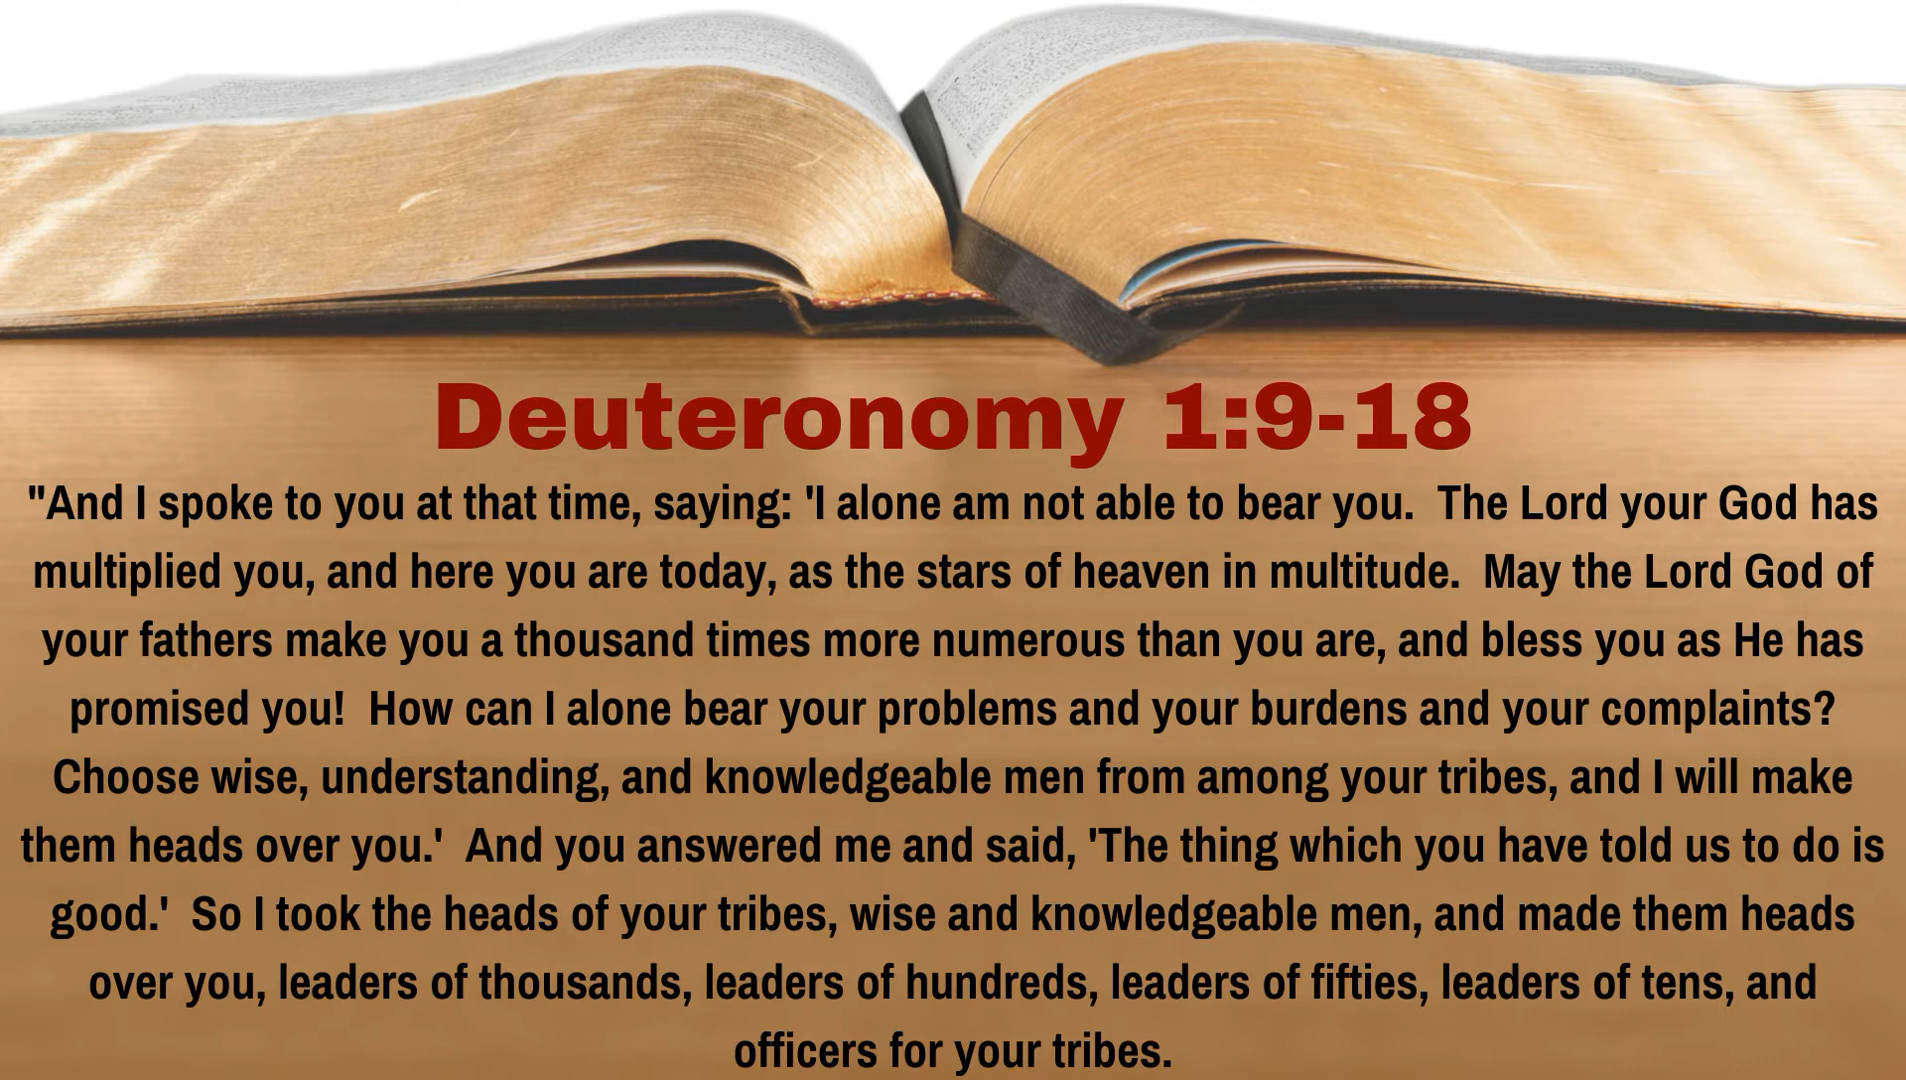 Deuteronomy 1:9-18
"And I spoke to you at that time, saying: 'I alone am not able to bear you.  The Lord your God has
multiplied you, and here you are today, as the stars of heaven in multitude.  May the Lord God of
your fathers make you a thousand times more numerous than you are, and bless you as He has
promised you!  How can I alone bear your problems and your burdens and your complaints?
Choose wise, understanding, and knowledgeable men from among your tribes, and I will make
them heads over you.'  And you answered me and said, 'The thing which you have told us to do is
good.'  So I took the heads of your tribes, wise and knowledgeable men, and made them heads
over you, leaders of thousands, leaders of hundreds, leaders of fifties, leaders of tens, and
officers for your tribes.